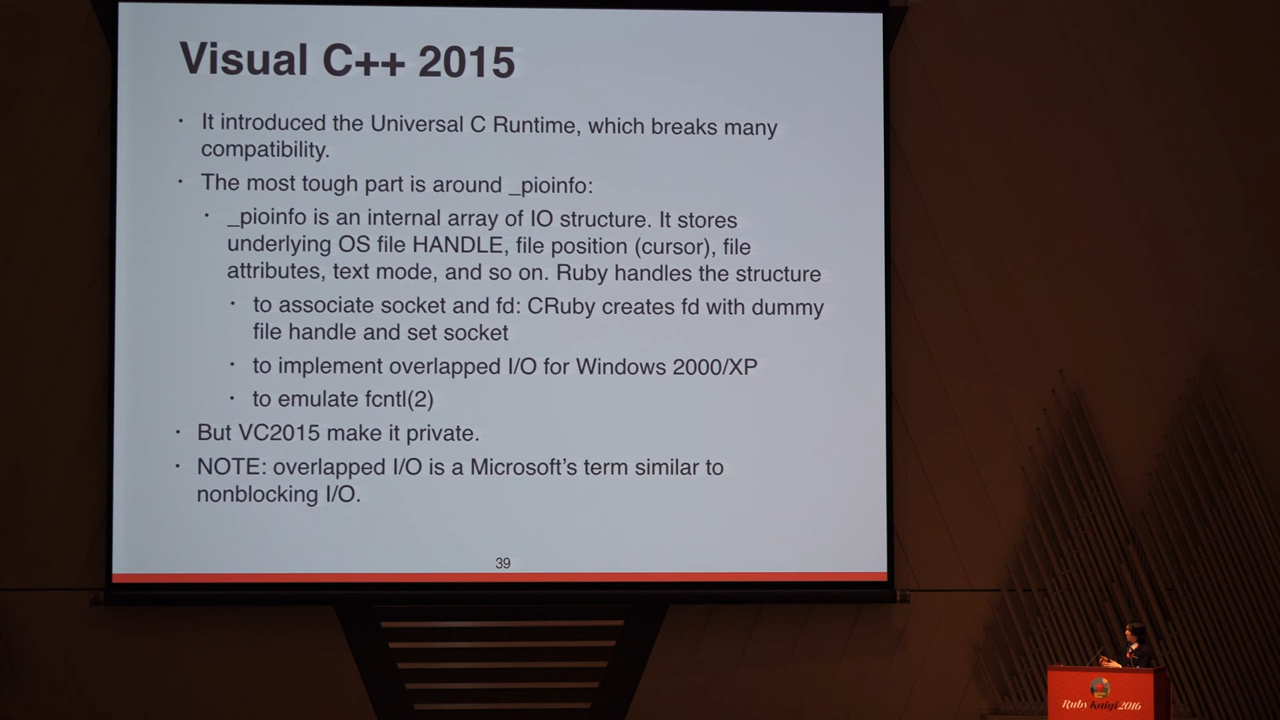 Visual C++ 2015
· It introduced the Universal C Runtime, which breaks many
compatibility.
· The most tough part is around _pioinfo:
· _pioinfo is an internal array of IO structure. It stores
underlying OS file HANDLE, file position (cursor), file
attributes, text mode, and so on. Ruby handles the structure
· to associate socket and fd: CRuby creates fd with dummy
file handle and set socket
· to implement overlapped I/O for Windows 2000/XP
· to emulate fcntl(2)
· But VC2015 make it private.
· NOTE: overlapped I/O is a Microsoft’s term similar to
nonblocking I/O.
39
Ruby Kaigi 2016